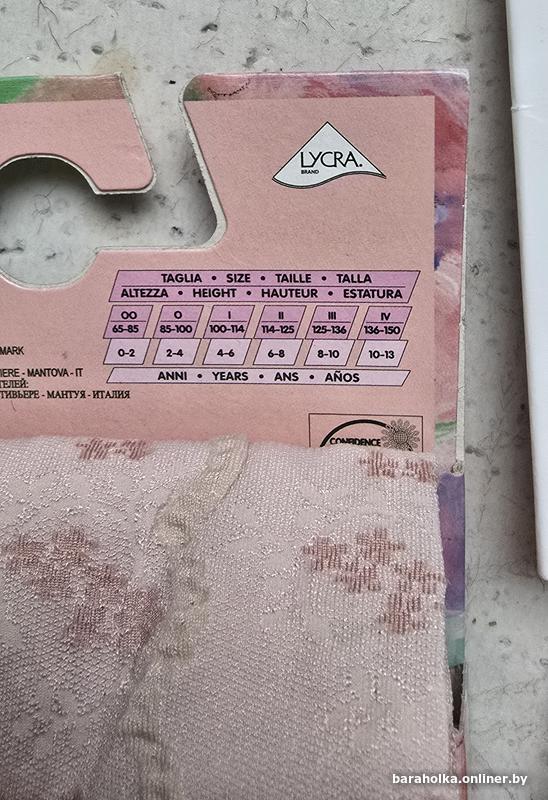 LYCRA.
BRAND
TAGLIA • SIZE • TAILLE • TALLA
ALTEZZA • HEIGHT • HAUTEUR • ESTATURA
OO O I II III IV
65-85 85-100 100-114 114-125 125-136 136-150
0-2 2-4 4-6 6-8 8-10 10-13
ANNI • YEARS • ANS • AÑOS
MARK
IERE - MANTOVA - IT
ТЕЛЕЙ:
ТИВЬЕРЕ - МАНТУЯ - ИТАЛИЯ
CONFIDENCE
baraholka.onliner.by